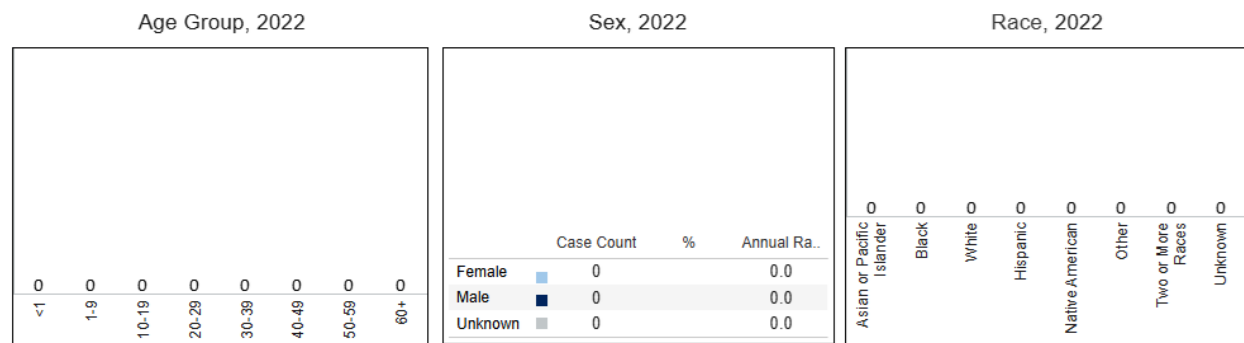 Age Group, 2022
0 0 0 0 0 0 0 0
<1 1-9 10-19 20-29 30-39 40-49 50-59 60+
Sex, 2022
Case Count % Annual Ra..
Female 0 0.0
Male 0 0.0
Unknown 0 0.0
Race, 2022
0 0 0 0 0 0 0 0
Asian or Pacific
Islander
Black
White
Hispanic
Native American
Other
Two or More
Races
Unknown